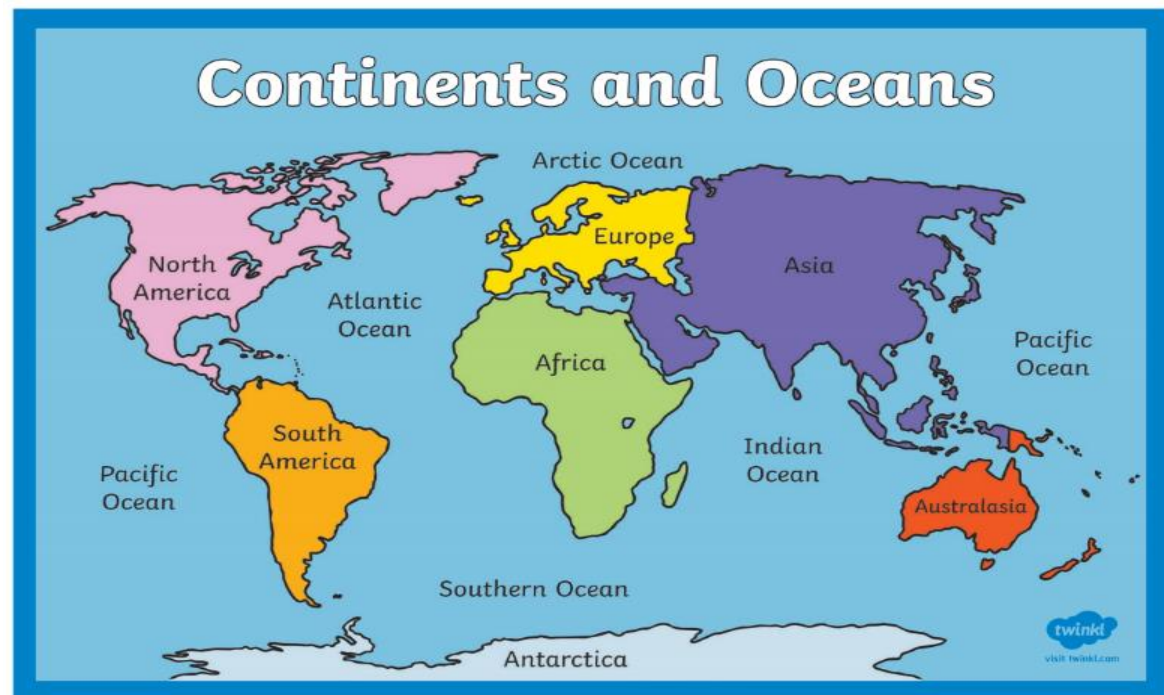 Continents and Oceans
Arctic Ocean
Europe
Asia
North
America
Atlantic
Ocean
Pacific
Ocean
Africa
South
America
Indian
Ocean
Pacific
Ocean
Australasia
Southern Ocean
Antarctica
twinkl
visit twinkl.com